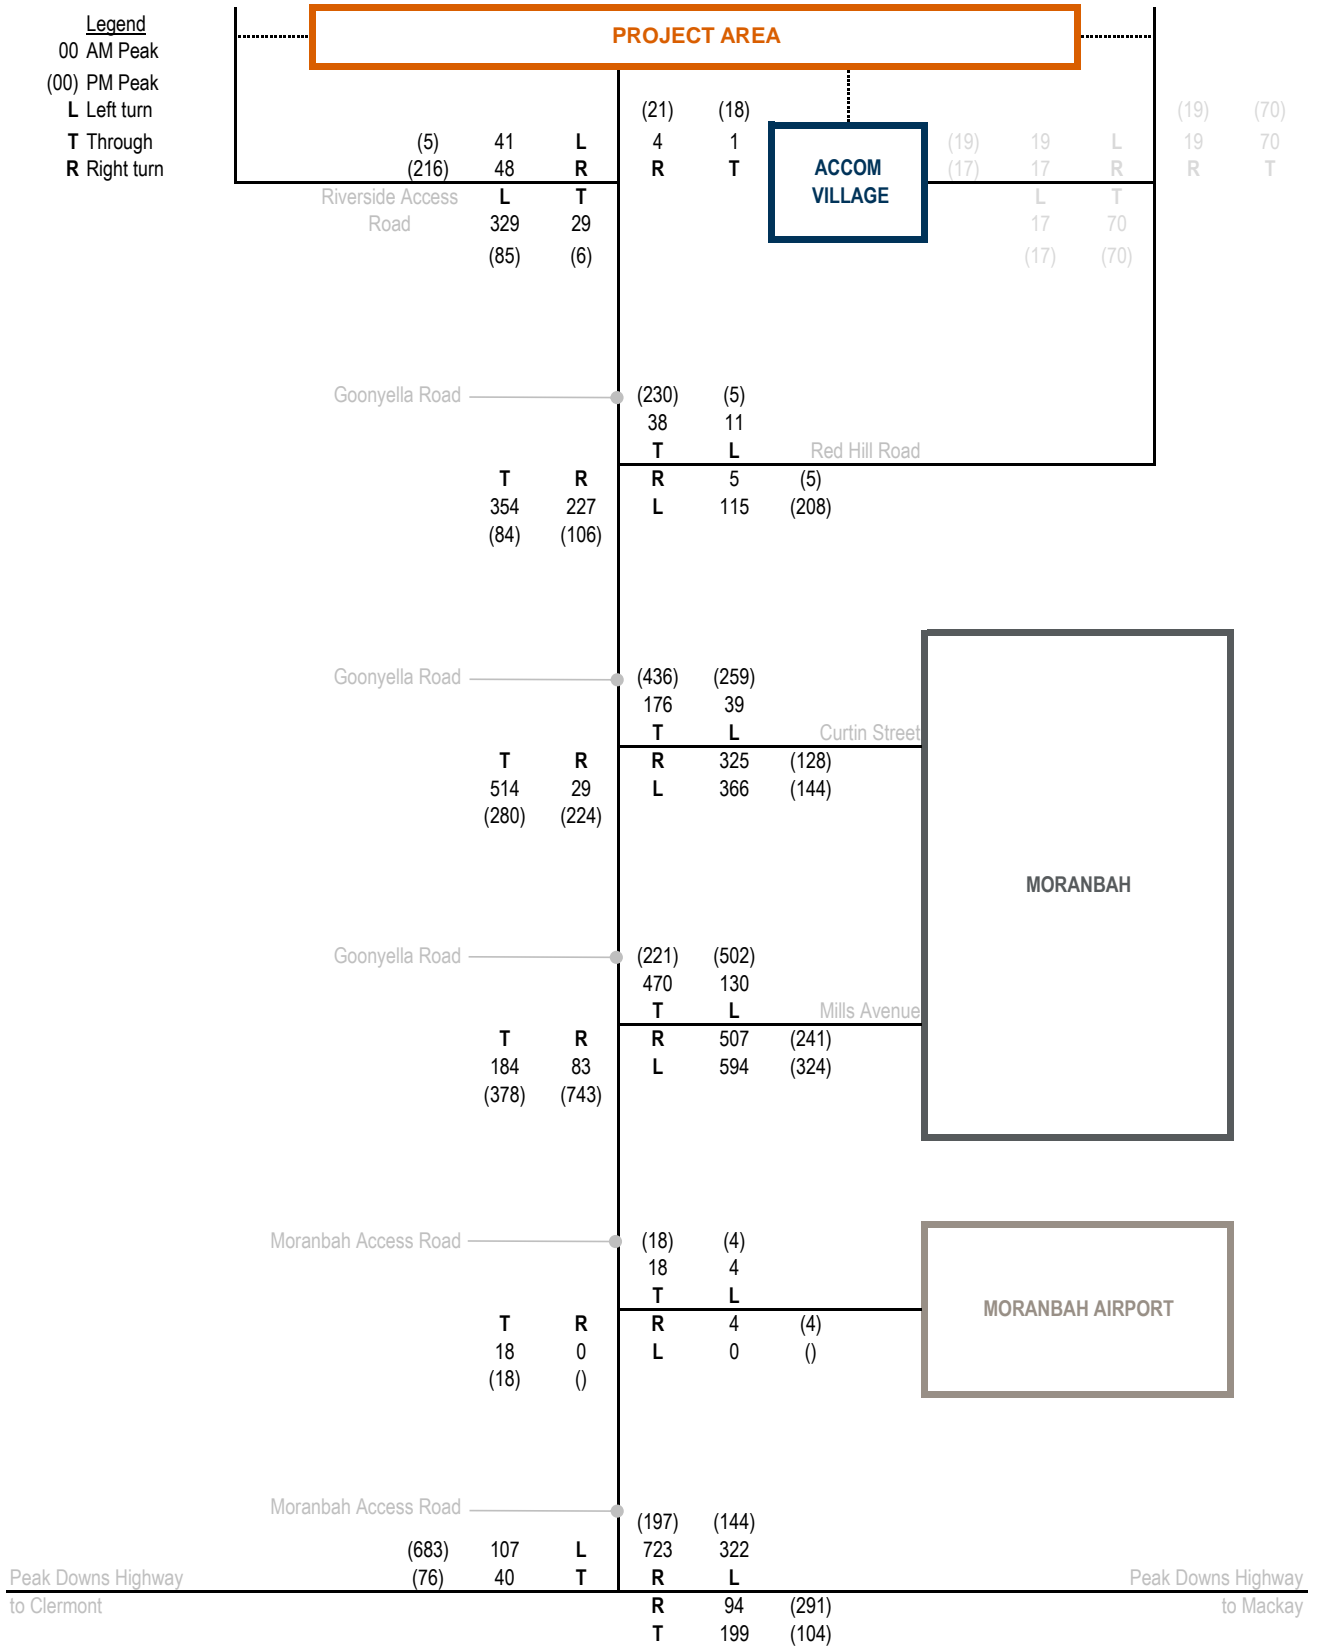 Legend
00 AM Peak
(00) PM Peak
L Left turn
T Through
R Right turn
PROJECT AREA
(21) (18)
(5) 41 L 4 1
(216) 48 R R T
ACCOM
VILLAGE
(19) (70)
(19) 19 L 19 70
(17) 17 R R T
Riverside Access
Road
L T
329 29
(85) (6)
L T
17 70
(17) (70)
Goonyella Road
(230) (5)
38 11
T L
Red Hill Road
T R R 5 (5)
354 227 L 115 (208)
(84) (106)
Goonyella Road
(436) (259)
176 39
T L
Curtin Street
T R R 325 (128)
514 29 L 366 (144)
(280) (224)
MORANBAH
Goonyella Road
(221) (502)
470 130
T L
Mills Avenue
T R R 507 (241)
184 83 L 594 (324)
(378) (743)
Moranbah Access Road
(18) (4)
18 4
T L
MORANBAH AIRPORT
T R R 4 (4)
18 0 L 0 ()
(18) ()
Moranbah Access Road
(197) (144)
(683) 107 L 723 322
Peak Downs Highway (76) 40 T R L Peak Downs Highway
to Clermont R 94 (291) to Mackay
T 199 (104)